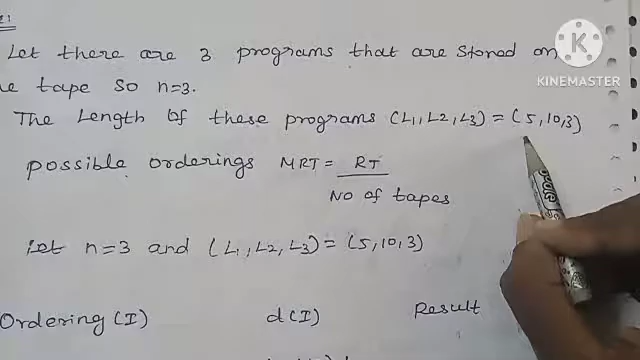 Let there are 3 programs that are stored on
tape so n=3.
KINEMASTER
The Length of these programs (L1, L2, L3) = (5, 10, 3)
possible orderings MRT = RT
No of tapes
Let n=3 and (L1, L2, L3) = (5, 10, 3)
Ordering (I) d(I) Result